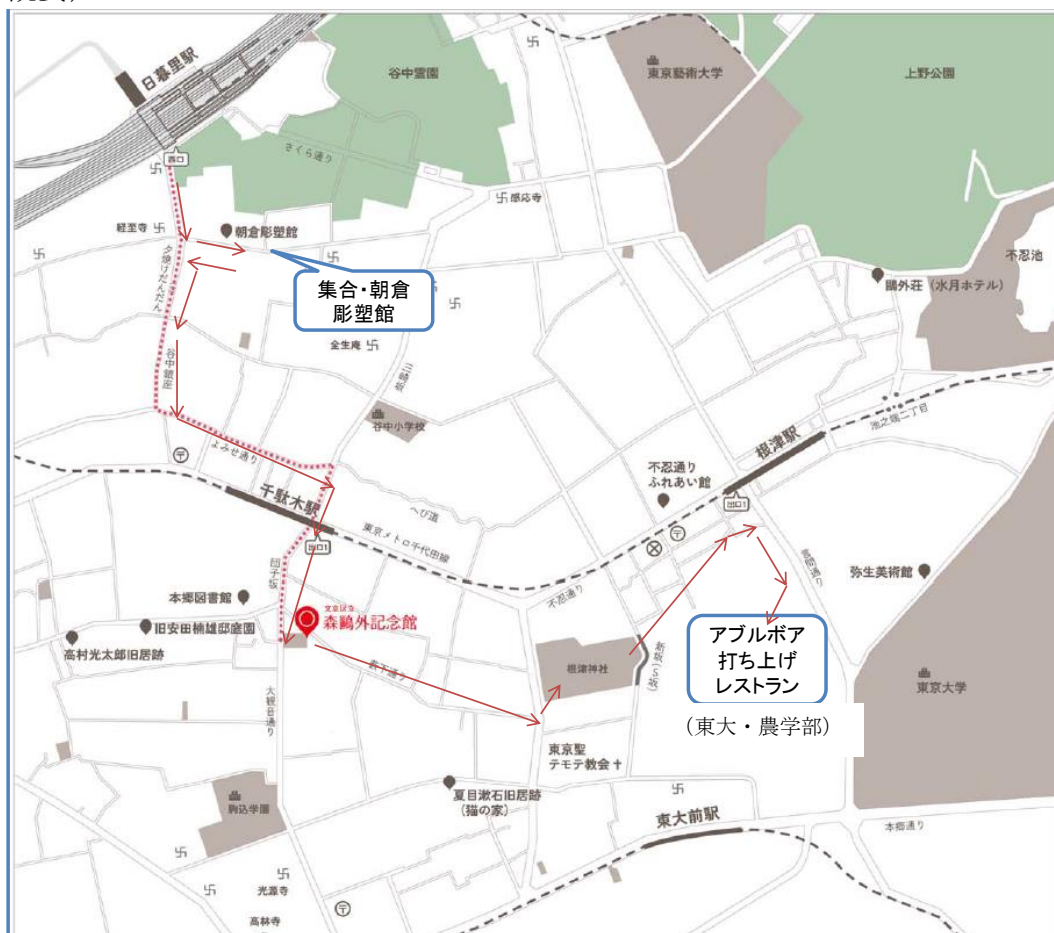 日暮里駅
西口
谷中霊園
さくら通り
東京藝術大学
上野公園
感応寺
経至寺
朝倉彫塑館
集合・朝倉
彫塑館
不忍池
鷗外荘（水月ホテル）
夕焼けだんだん
谷中銀座
全生庵
三崎坂
谷中小学校
よみせ通り
千駄木駅
出口1
へび道
東京メトロ千代田線
不忍通り
ふれあい館
根津駅
出口1
池之端二丁目
言問通り
弥生美術館
団子坂
本郷図書館
旧安田楠雄邸庭園
高村光太郎旧居跡
文京区立
森鷗外記念館
藪下通り
大観音通り
不忍通り
根津神社
新坂（S坂）
アブルボア
打ち上げ
レストラン
（東大・農学部）
東京大学
東京聖
テモテ教会
夏目漱石旧居跡
（猫の家）
駒込学園
東大前駅
本郷通り
光源寺
高林寺